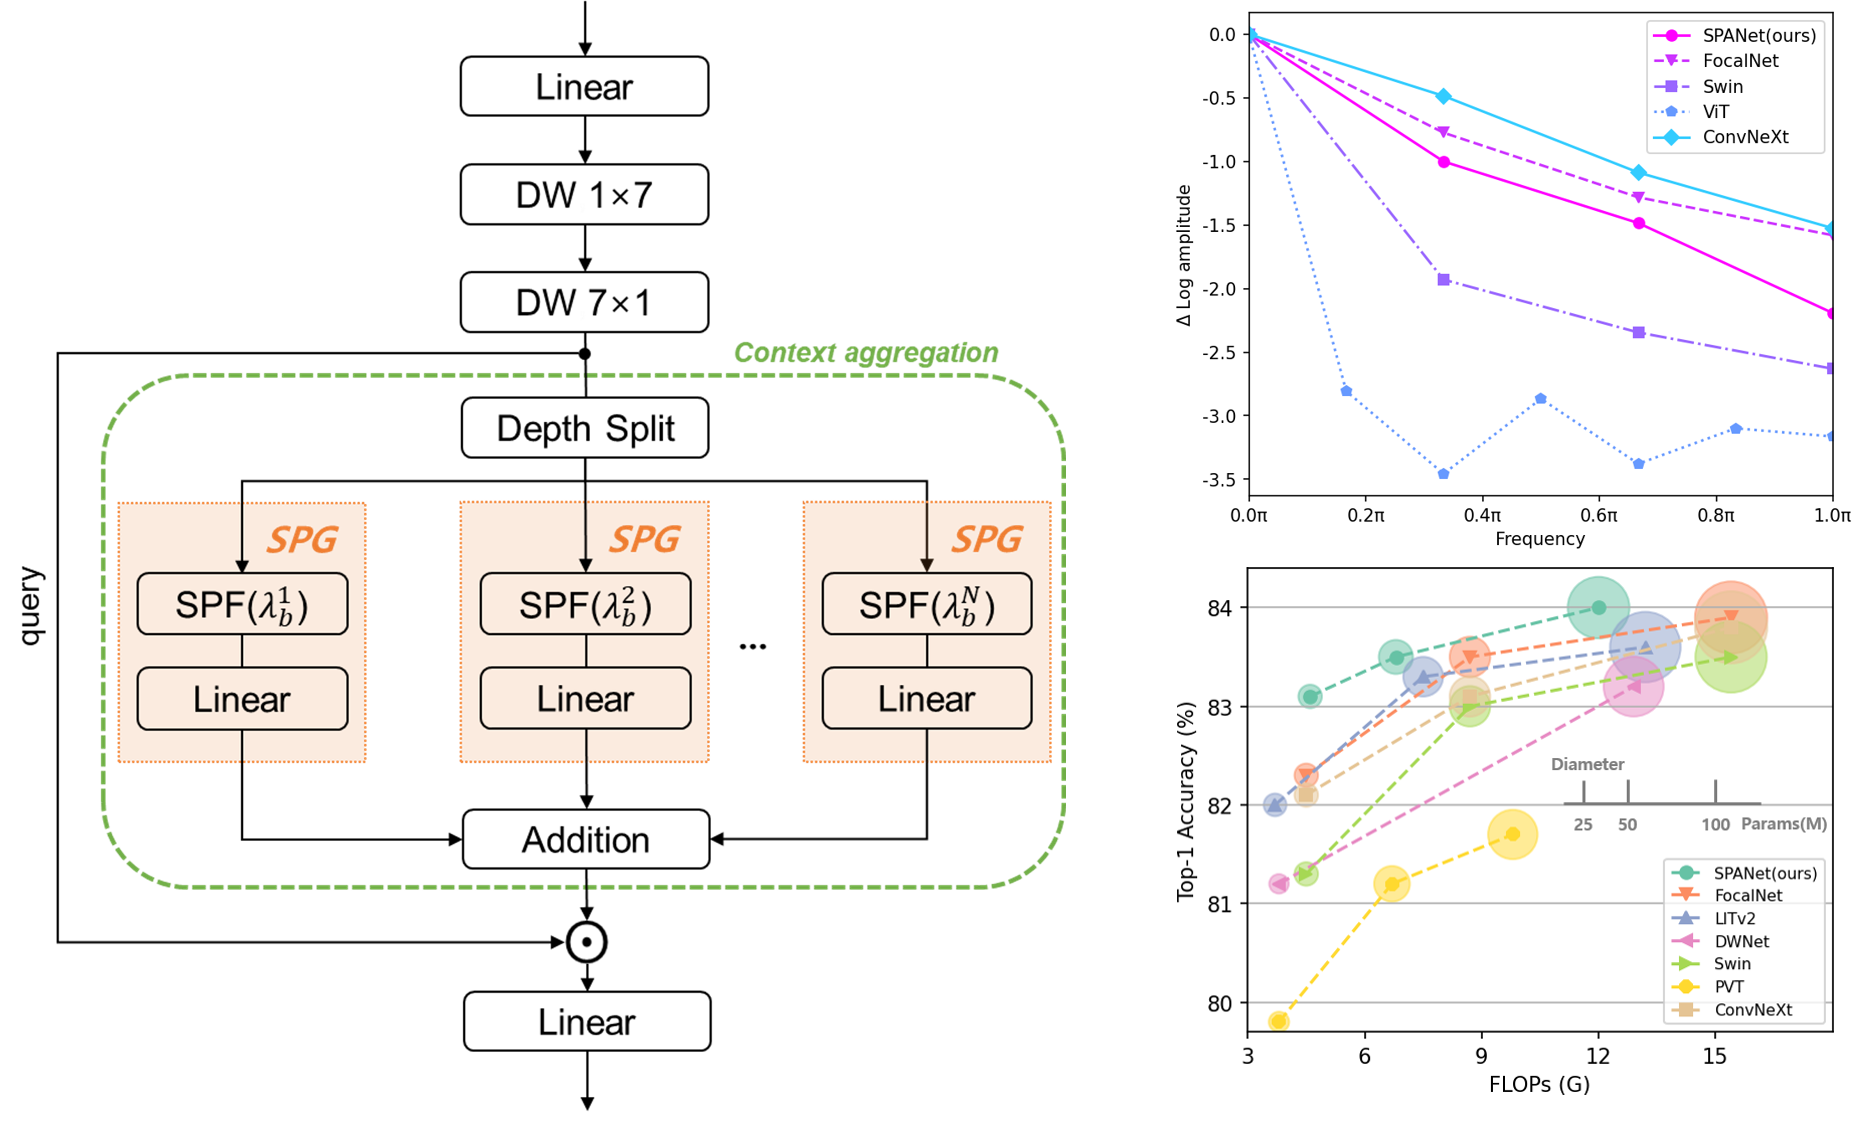 Linear
DW 1×7
DW 7×1
Context aggregation
Depth Split
SPG
SPG
SPG
query
SPF(λ_b^1)
SPF(λ_b^2)
SPF(λ_b^N)
...
Linear
Linear
Linear
Addition
Linear
0.0
-0.5
-1.0
-1.5
-2.0
-2.5
-3.0
-3.5
Δ Log amplitude
SPANet(ours)
FocalNet
Swin
ViT
ConvNeXt
0.0π 0.2π 0.4π 0.6π 0.8π 1.0π
Frequency
84
83
82
81
80
Top-1 Accuracy (%)
Diameter
25 50 100 Params(M)
SPANet(ours)
FocalNet
LITv2
DWNet
Swin
PVT
ConvNeXt
3 6 9 12 15
FLOPs (G)